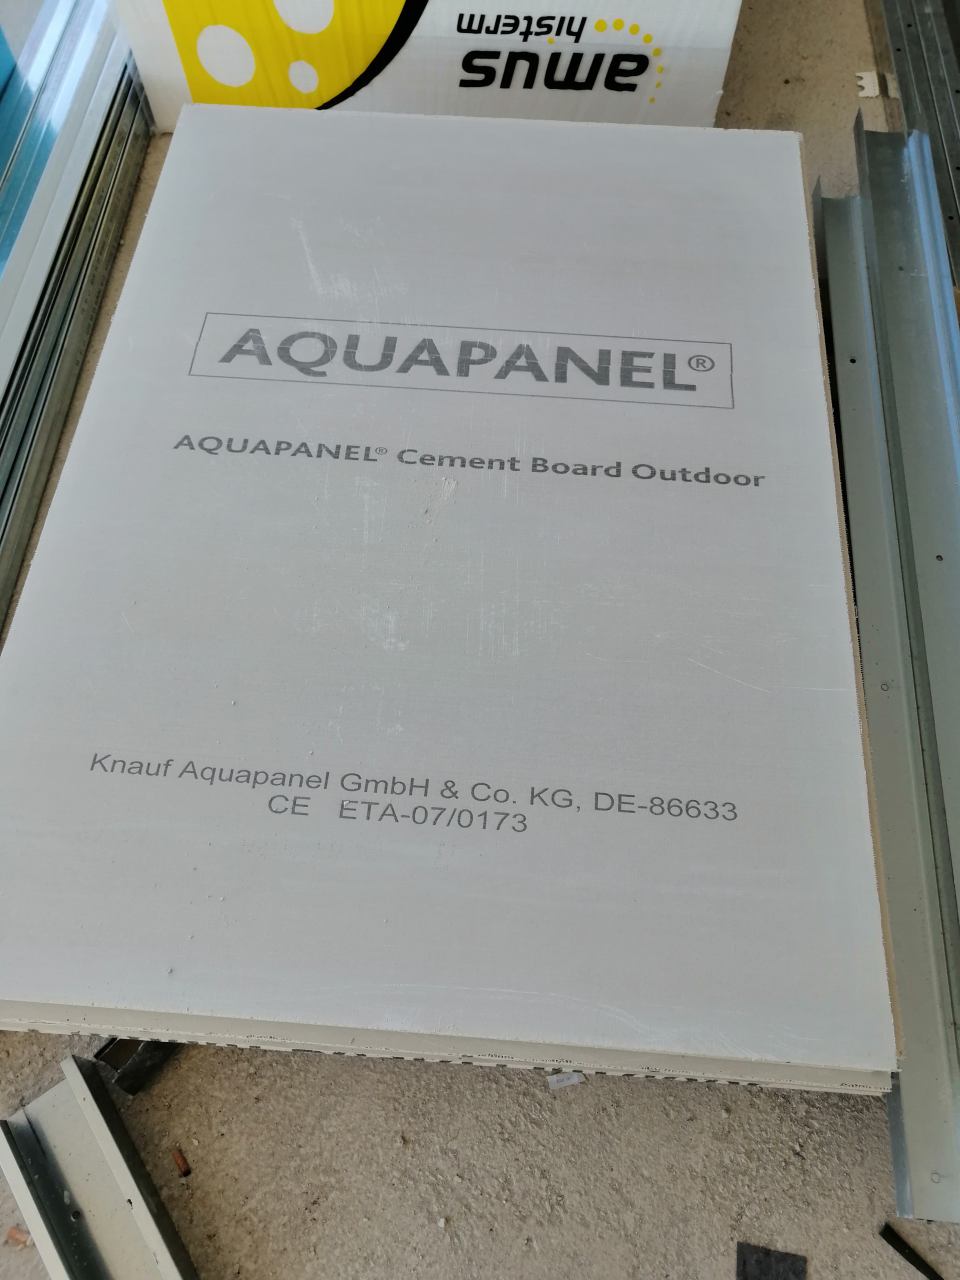 amus
histerm
AQUAPANEL®
AQUAPANEL® Cement Board Outdoor
Knauf Aquapanel GmbH & Co. KG, DE-86633
CE ETA-07/0173